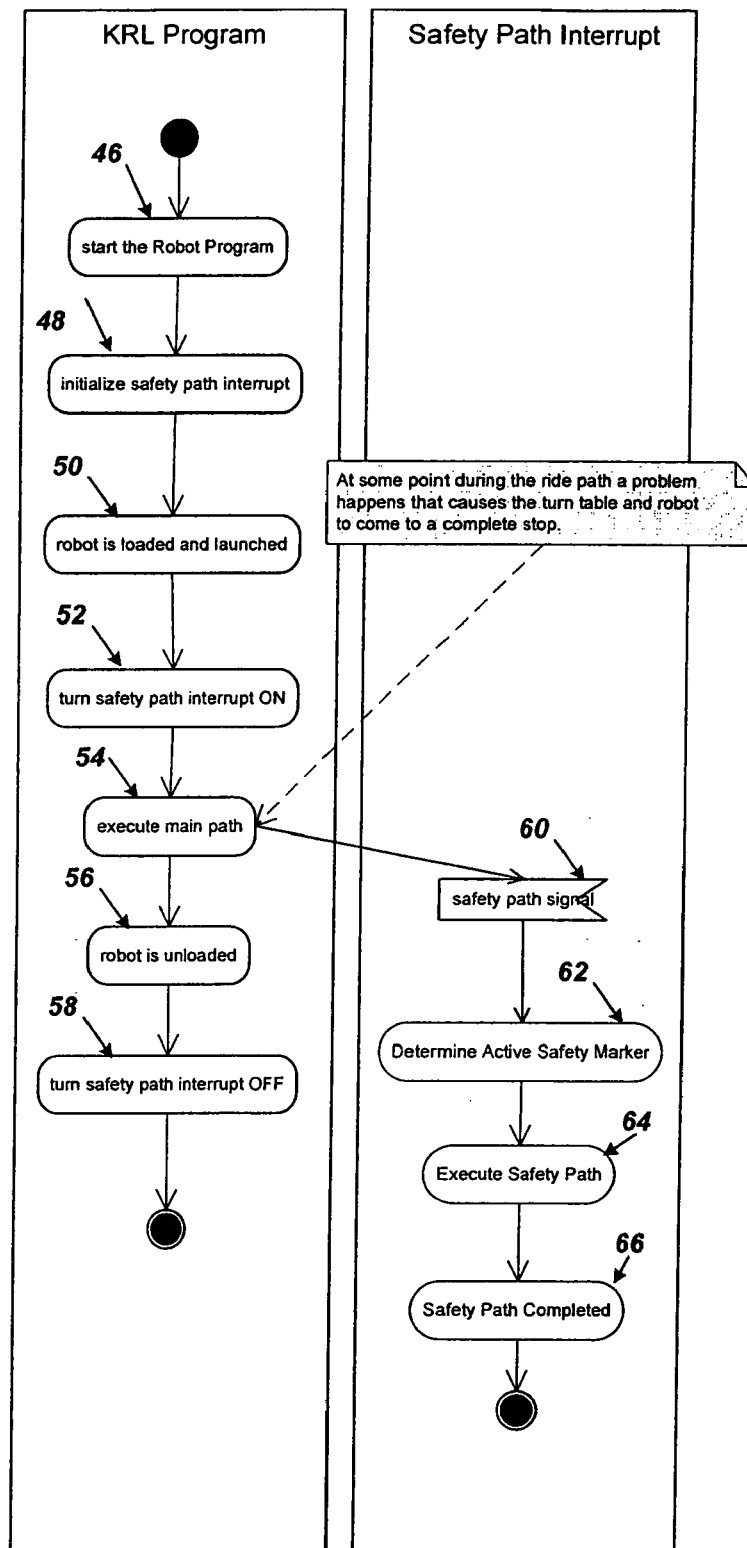 KRL Program
Safety Path Interrupt
46
start the Robot Program
48
initialize safety path interrupt
50
At some point during the ride path a problem
happens that causes the turn table and robot
to come to a complete stop.
robot is loaded and launched
52
turn safety path interrupt ON
54
execute main path
60
safety path signal
56
robot is unloaded
62
Determine Active Safety Marker
58
turn safety path interrupt OFF
64
Execute Safety Path
66
Safety Path Completed